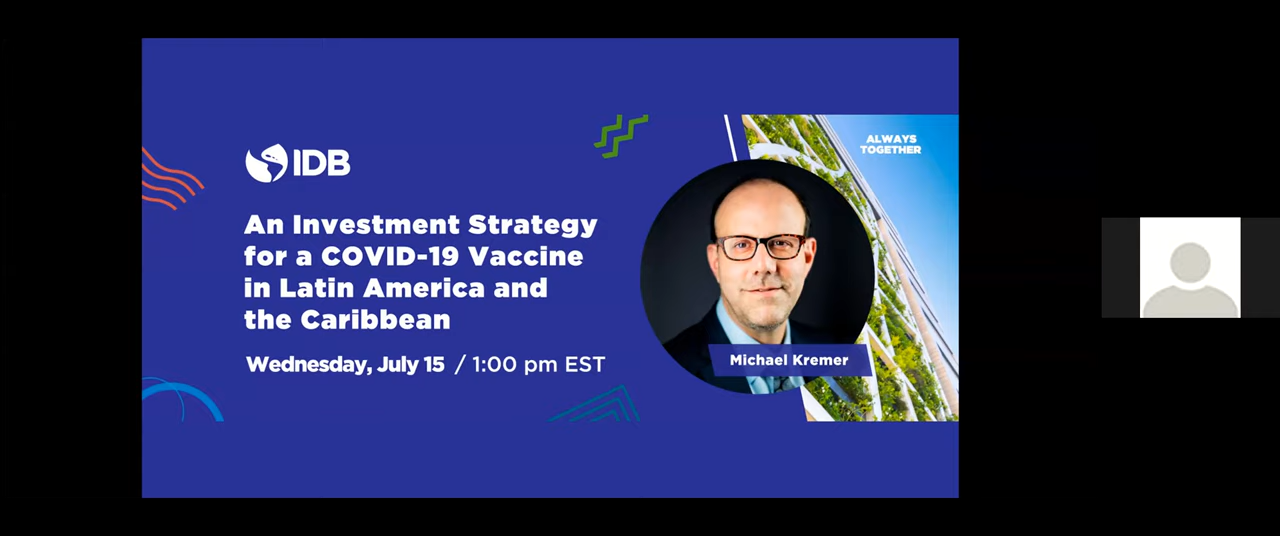 IDB
An Investment Strategy
for a COVID-19 Vaccine
in Latin America and
the Caribbean
Wednesday, July 15 / 1:00 pm EST
ALWAYS
TOGETHER
Michael Kremer